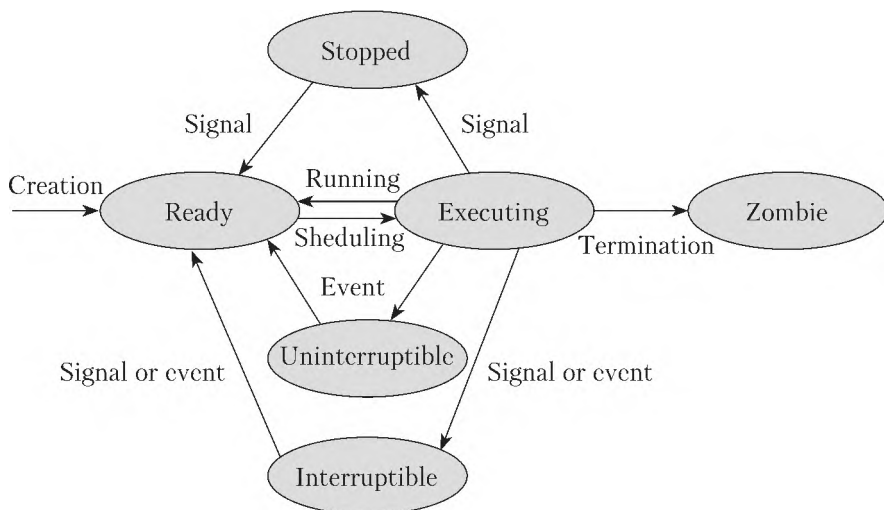 Stopped
Signal
Signal
Creation
Running
Ready
Executing
Zombie
Sheduling
Termination
Event
Uninterruptible
Signal or event
Signal or event
Interruptible